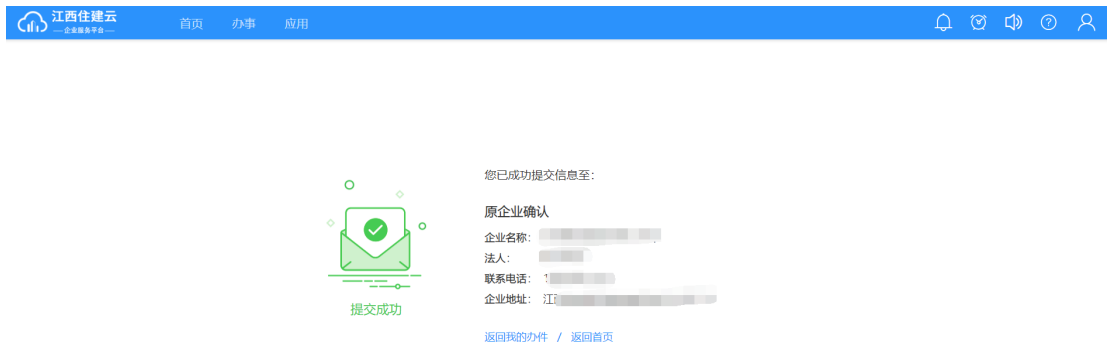 江西住建云
企业服务平台
首页 办事 应用
您已成功提交信息至：
原企业确认
企业名称：
法人：
联系电话： 1
企业地址： 江
提交成功
返回我的办件 / 返回首页